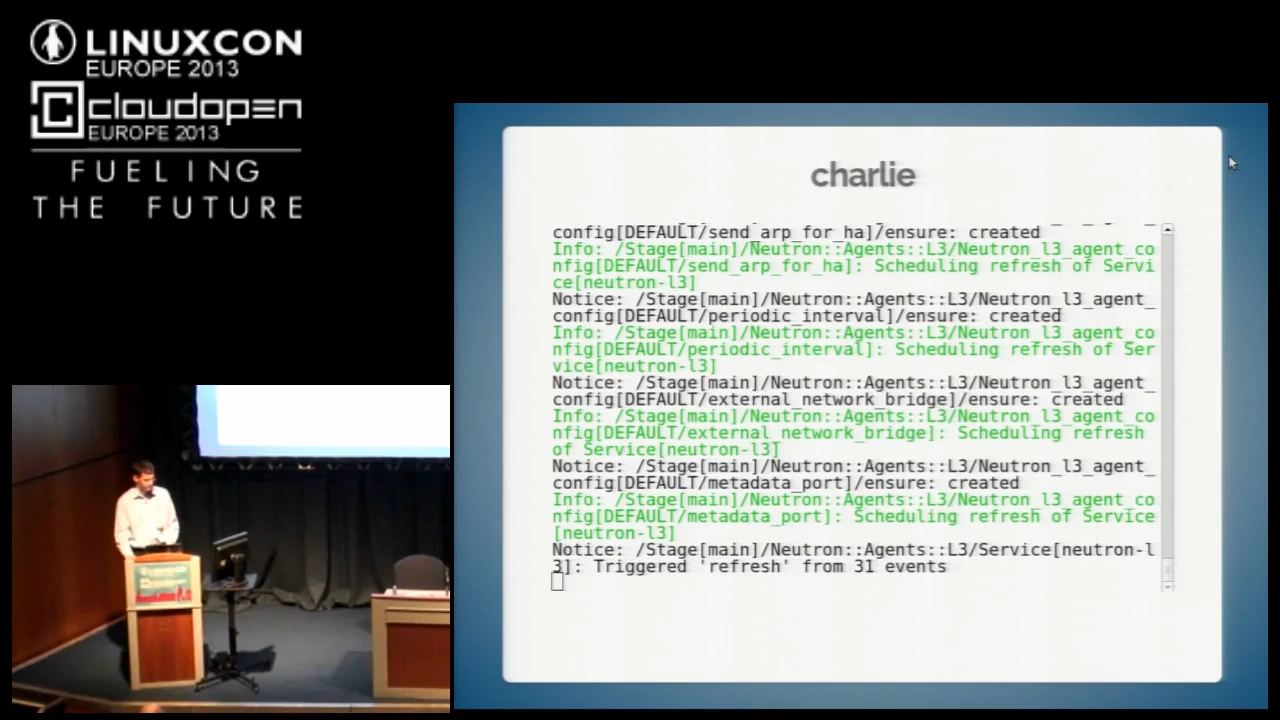 LINUXCON
EUROPE 2013
cloudopen
EUROPE 2013
FUELING
THE FUTURE
charlie
config[DEFAULT/send_arp_for_ha]/ensure: created
Info: /Stage[main]/Neutron::Agents::L3/Neutron_l3_agent_co
nfig[DEFAULT/send_arp_for_ha]: Scheduling refresh of Servi
ce[neutron-l3]
Notice: /Stage[main]/Neutron::Agents::L3/Neutron_l3_agent_
config[DEFAULT/periodic_interval]/ensure: created
Info: /Stage[main]/Neutron::Agents::L3/Neutron_l3_agent_co
nfig[DEFAULT/periodic_interval]: Scheduling refresh of Ser
vice[neutron-l3]
Notice: /Stage[main]/Neutron::Agents::L3/Neutron_l3_agent_
config[DEFAULT/external_network_bridge]/ensure: created
Info: /Stage[main]/Neutron::Agents::L3/Neutron_l3_agent_co
nfig[DEFAULT/external_network_bridge]: Scheduling refresh
of Service[neutron-l3]
Notice: /Stage[main]/Neutron::Agents::L3/Neutron_l3_agent_
config[DEFAULT/metadata_port]/ensure: created
Info: /Stage[main]/Neutron::Agents::L3/Neutron_l3_agent_co
nfig[DEFAULT/metadata_port]: Scheduling refresh of Service
[neutron-l3]
Notice: /Stage[main]/Neutron::Agents::L3/Service[neutron-l
3]: Triggered 'refresh' from 31 events
LINUXCON
cloudopen